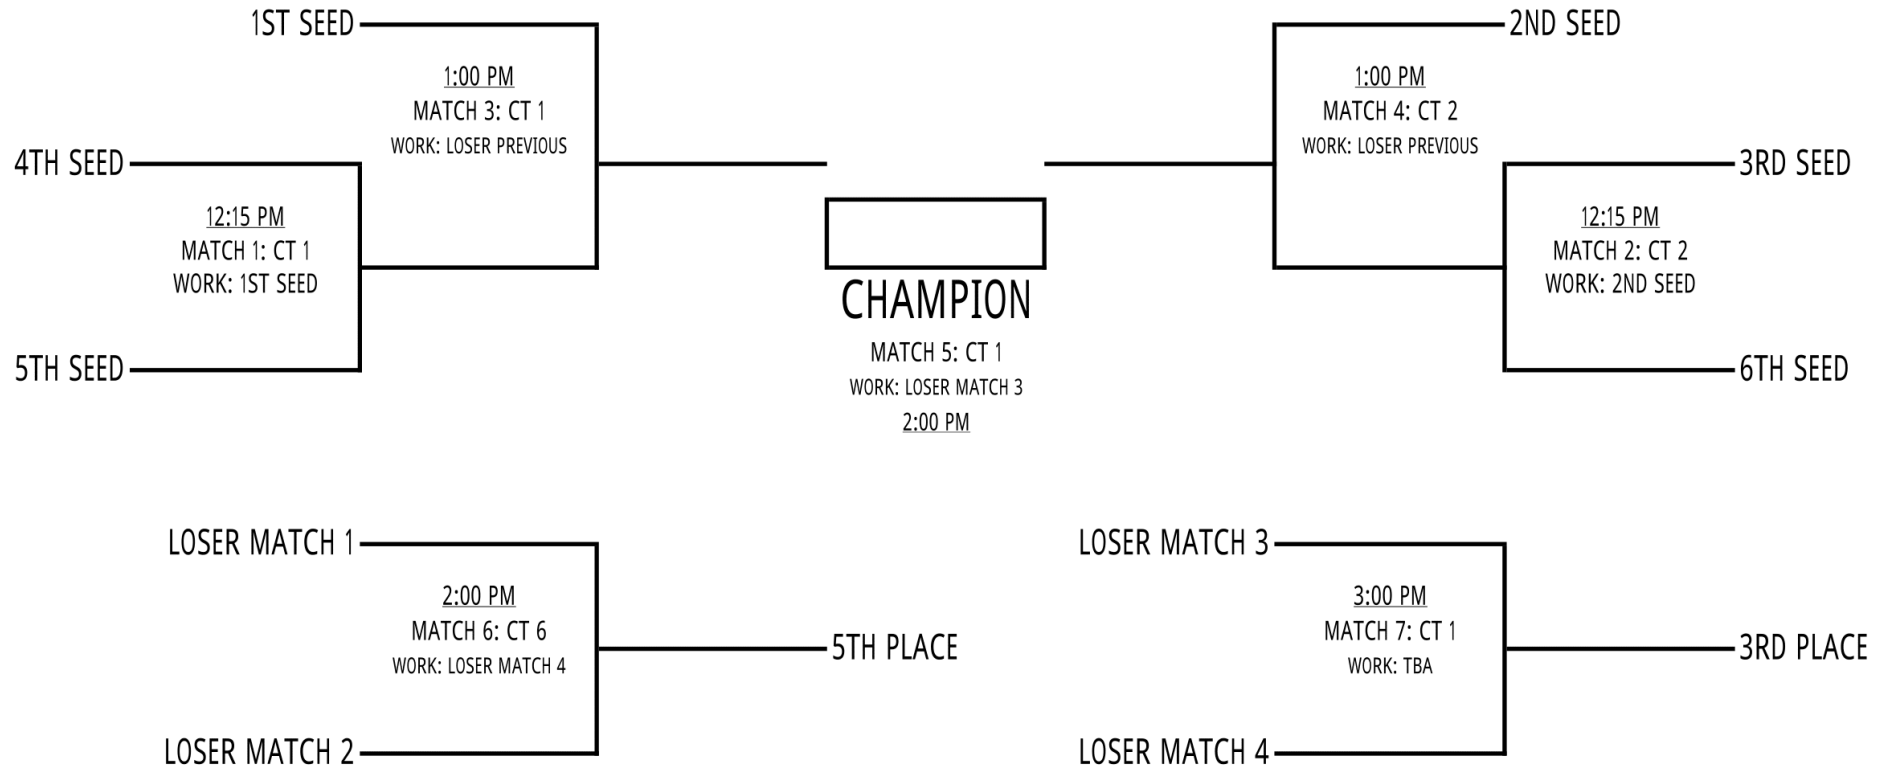 1ST SEED
1:00 PM
MATCH 3: CT 1
WORK: LOSER PREVIOUS
4TH SEED
12:15 PM
MATCH 1: CT 1
WORK: 1ST SEED
5TH SEED
2ND SEED
1:00 PM
MATCH 4: CT 2
WORK: LOSER PREVIOUS
3RD SEED
12:15 PM
MATCH 2: CT 2
WORK: 2ND SEED
6TH SEED
CHAMPION
MATCH 5: CT 1
WORK: LOSER MATCH 3
2:00 PM
LOSER MATCH 1
2:00 PM
MATCH 6: CT 6
WORK: LOSER MATCH 4
5TH PLACE
LOSER MATCH 2
LOSER MATCH 3
3:00 PM
MATCH 7: CT 1
WORK: TBA
3RD PLACE
LOSER MATCH 4